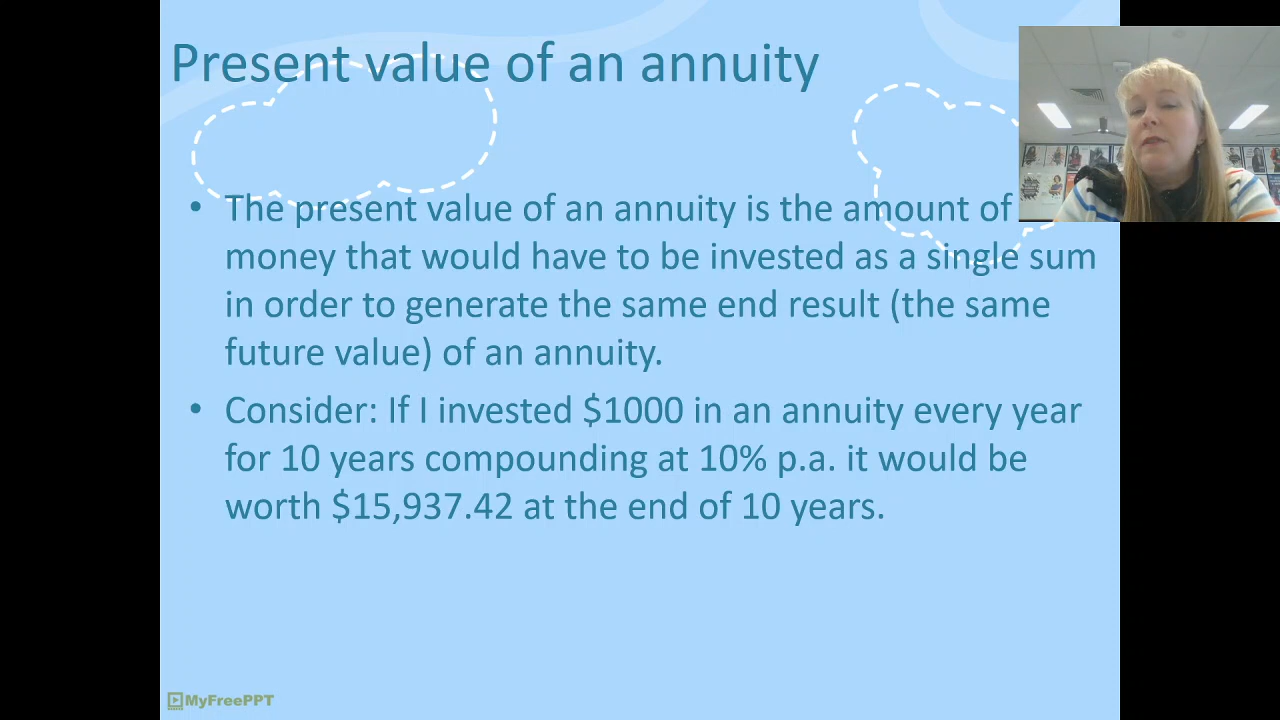 Present value of an annuity
• The present value of an annuity is the amount of
money that would have to be invested as a single sum
in order to generate the same end result (the same
future value) of an annuity.
• Consider: If I invested $1000 in an annuity every year
for 10 years compounding at 10% p.a. it would be
worth $15,937.42 at the end of 10 years.
MyFreePPT